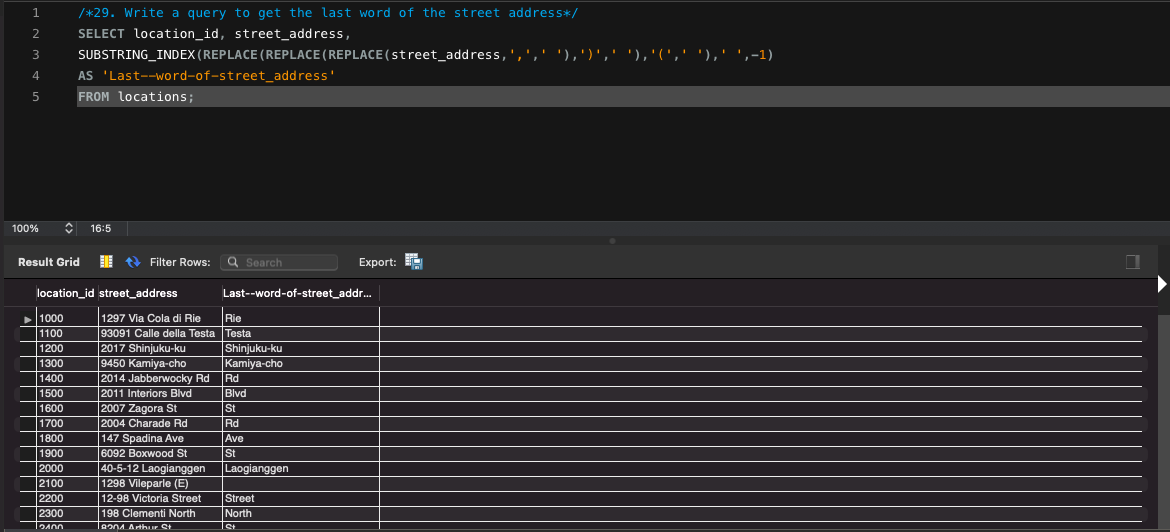 1 /*29. Write a query to get the last word of the street address*/
2 SELECT location_id, street_address,
3 SUBSTRING_INDEX(REPLACE(REPLACE(REPLACE(street_address,',',' '),')',' '),'(',' '),' ',-1)
4 AS 'Last--word-of-street_address'
5 FROM locations;
100% 16:5
Result Grid Filter Rows: Search Export:
location_id street_address Last--word-of-street_addr...
1000 1297 Via Cola di Rie Rie
1100 93091 Calle della Testa Testa
1200 2017 Shinjuku-ku Shinjuku-ku
1300 9450 Kamiya-cho Kamiya-cho
1400 2014 Jabberwocky Rd Rd
1500 2011 Interiors Blvd Blvd
1600 2007 Zagora St St
1700 2004 Charade Rd Rd
1800 147 Spadina Ave Ave
1900 6092 Boxwood St St
2000 40-5-12 Laogianggen Laogianggen
2100 1298 Vileparle (E)
2200 12-98 Victoria Street Street
2300 198 Clementi North North
2400 8204 Arthur St St